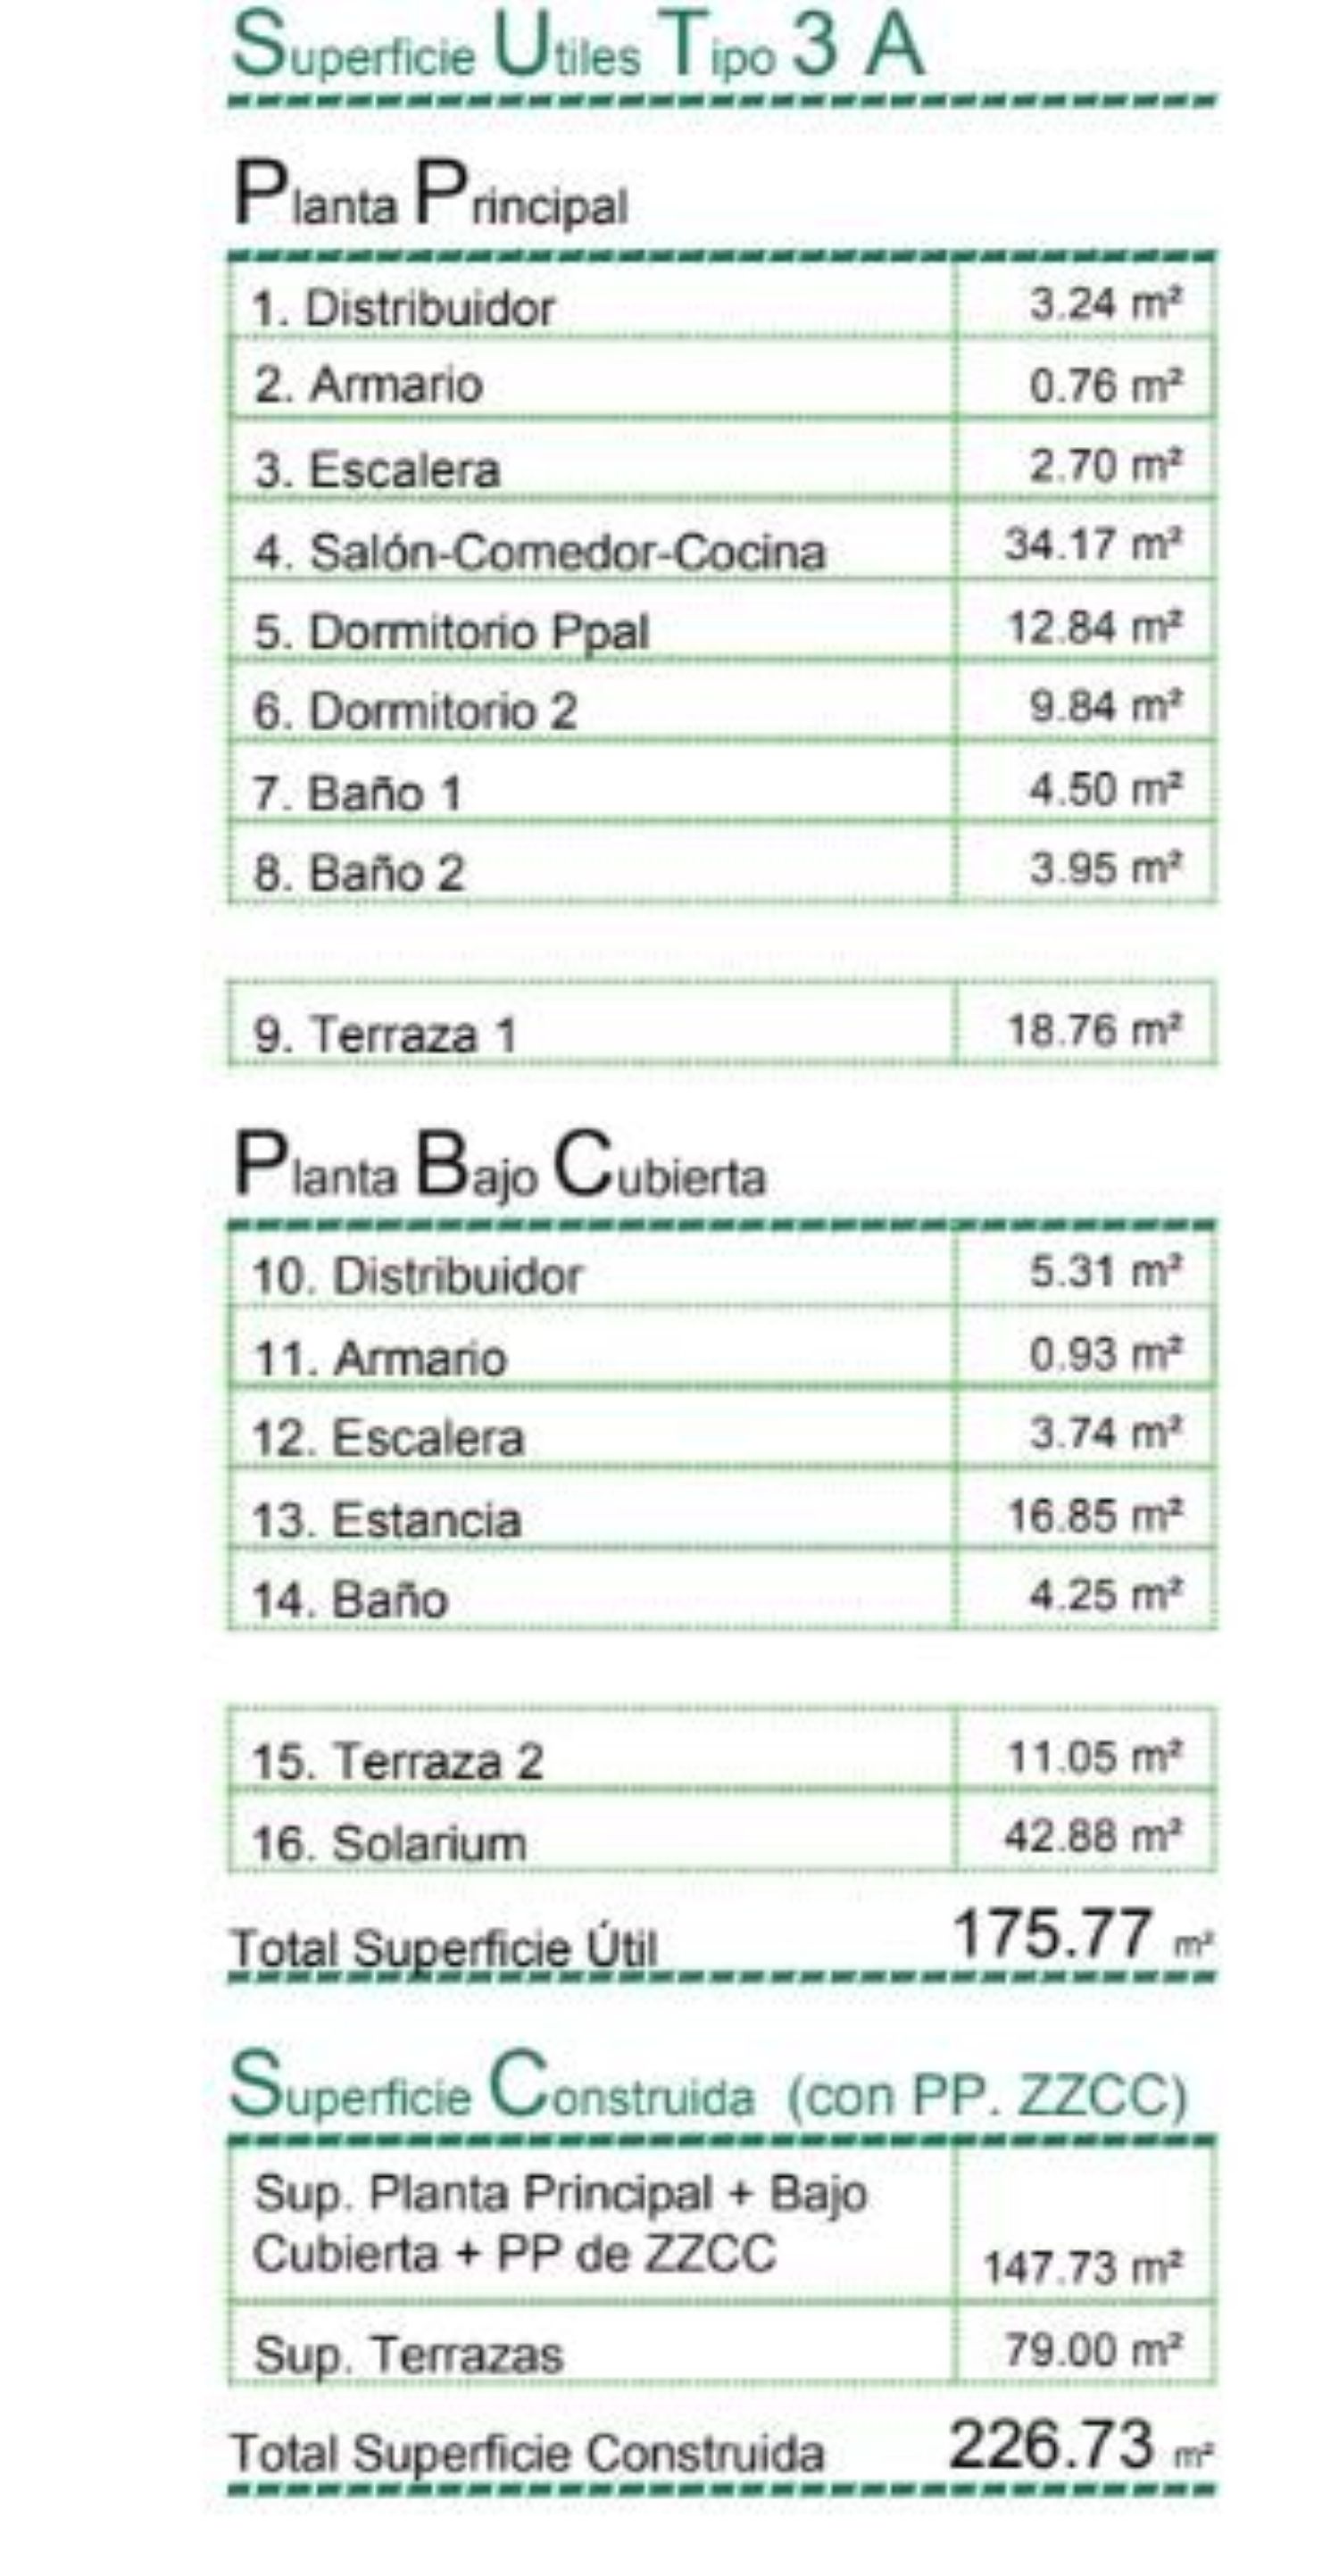 Superficie Utiles Tipo 3 A
Planta Principal
1. Distribuidor 3.24 m²
2. Armario 0.76 m²
3. Escalera 2.70 m²
4. Salón-Comedor-Cocina 34.17 m²
5. Dormitorio Ppal 12.84 m²
6. Dormitorio 2 9.84 m²
7. Baño 1 4.50 m²
8. Baño 2 3.95 m²
9. Terraza 1 18.76 m²
Planta Bajo Cubierta
10. Distribuidor 5.31 m²
11. Armario 0.93 m²
12. Escalera 3.74 m²
13. Estancia 16.85 m²
14. Baño 4.25 m²
15. Terraza 2 11.05 m²
16. Solarium 42.88 m²
Total Superficie Útil 175.77 m²
Superficie Construida (con PP. ZZCC)
Sup. Planta Principal + Bajo
Cubierta + PP de ZZCC 147.73 m²
Sup. Terrazas 79.00 m²
Total Superficie Construida 226.73 m²